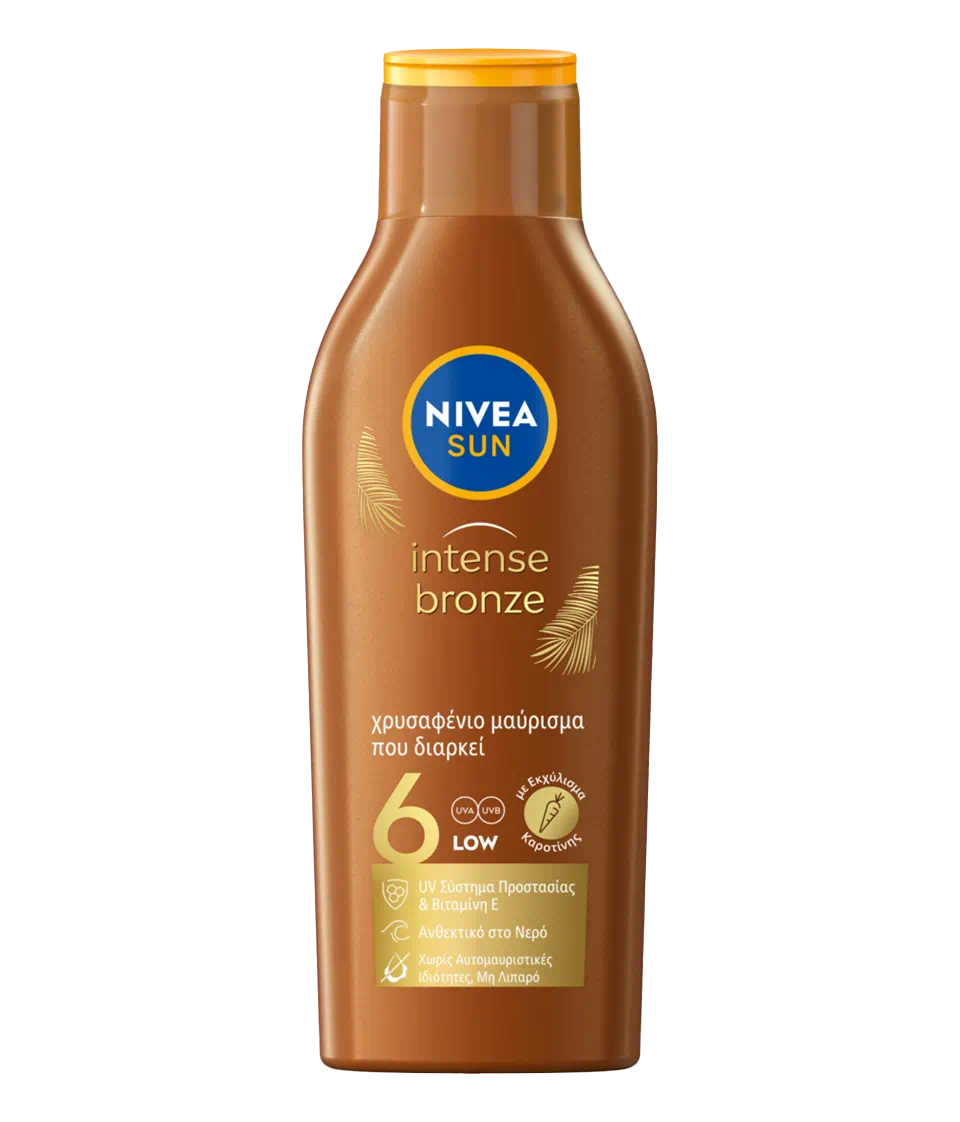 NIVEA
SUN
intense
bronze
χρυσαφένιο μαύρισμα
που διαρκεί
6
UVA UVB
LOW
με Εκχύλισμα
Καροτίνης
UV Σύστημα Προστασίας
& Βιταμίνη Ε
Ανθεκτικό στο Νερό
Χωρίς Αυτομαυριστικές
Ιδιότητες, Μη Λιπαρό